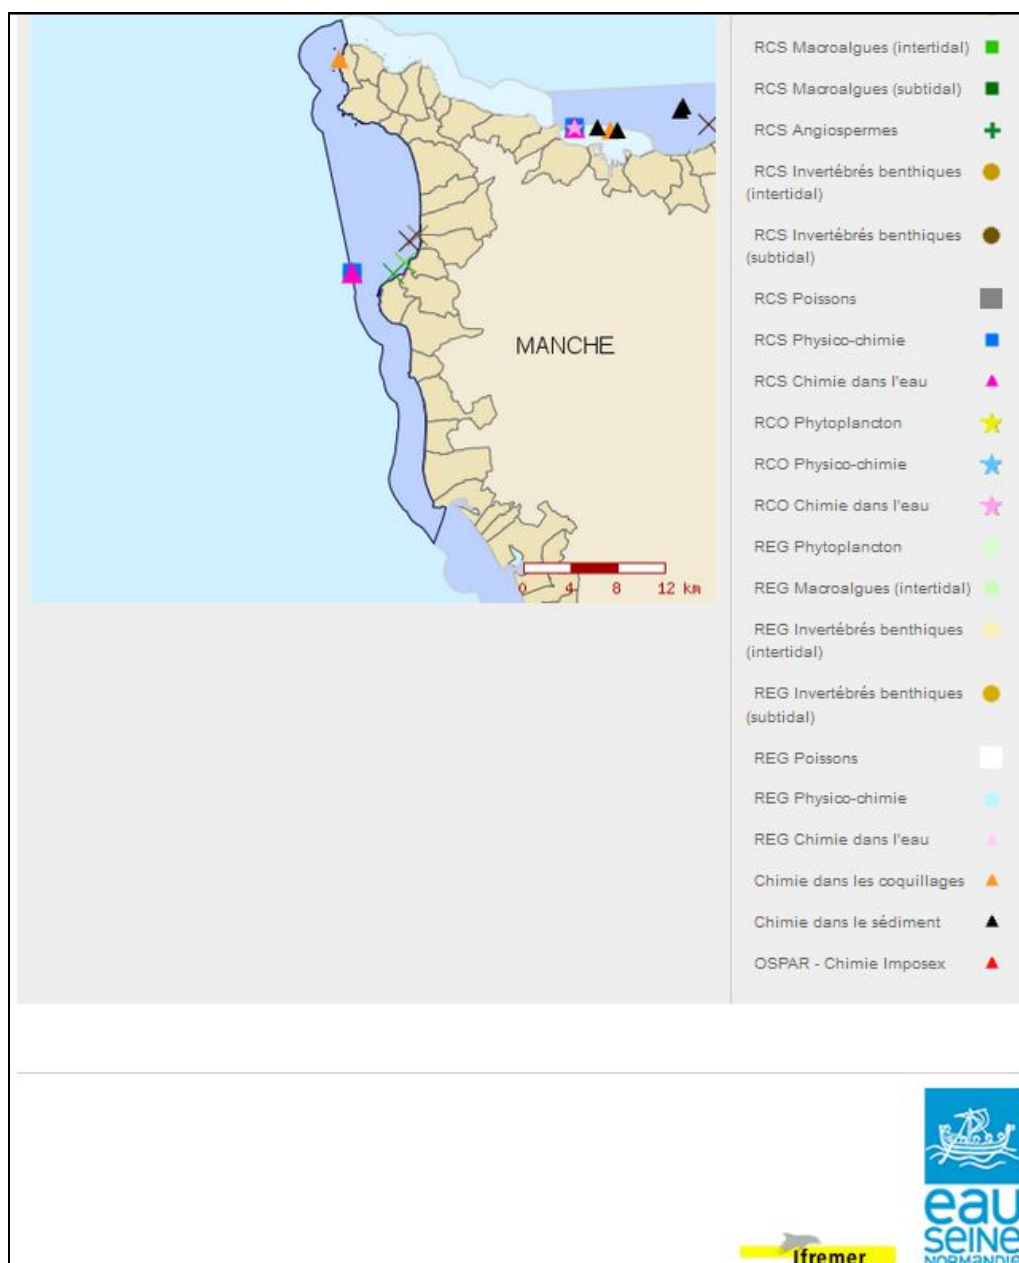 RCS Macroalgues (intertidal)
RCS Macroalgues (subtidal)
RCS Angiospermes
RCS Invertébrés benthiques
(intertidal)
RCS Invertébrés benthiques
(subtidal)
RCS Poissons
RCS Physico-chimie
RCS Chimie dans l'eau
RCO Phytoplancton
RCO Physico-chimie
RCO Chimie dans l'eau
REG Phytoplancton
REG Macroalgues (intertidal)
REG Invertébrés benthiques
(intertidal)
REG Invertébrés benthiques
(subtidal)
REG Poissons
REG Physico-chimie
REG Chimie dans l'eau
Chimie dans les coquillages
Chimie dans le sédiment
OSPAR - Chimie Imposex
MANCHE
0 4 8 12 km
Ifremer
eau
seine
NORMANDIE